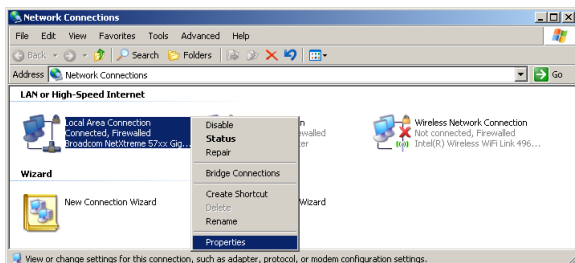 Network Connections
File Edit View Favorites Tools Advanced Help
Back Search Folders
Address Network Connections Go
LAN or High-Speed Internet
Local Area Connection
Connected, Firewalled
Broadcom NetXtreme 57xx Gig...
Disable
Status
Repair
Bridge Connections
Create Shortcut
Delete
Rename
Properties
Wireless Network Connection
Not connected, Firewalled
Intel(R) Wireless WiFi Link 496...
Wizard
New Connection Wizard
Wizard
View or change settings for this connection, such as adapter, protocol, or modem configuration settings.